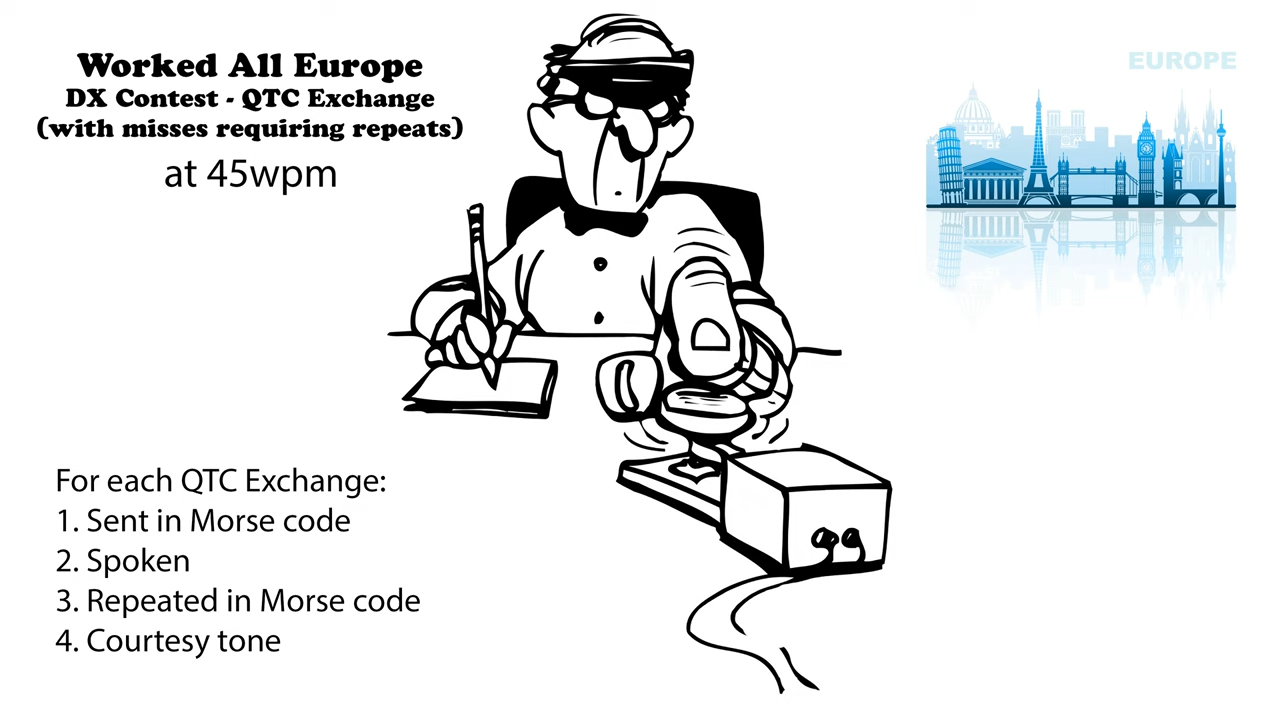 Worked All Europe
DX Contest - QTC Exchange
(with misses requiring repeats)
at 45wpm
EUROPE
For each QTC Exchange:
1. Sent in Morse code
2. Spoken
3. Repeated in Morse code
4. Courtesy tone